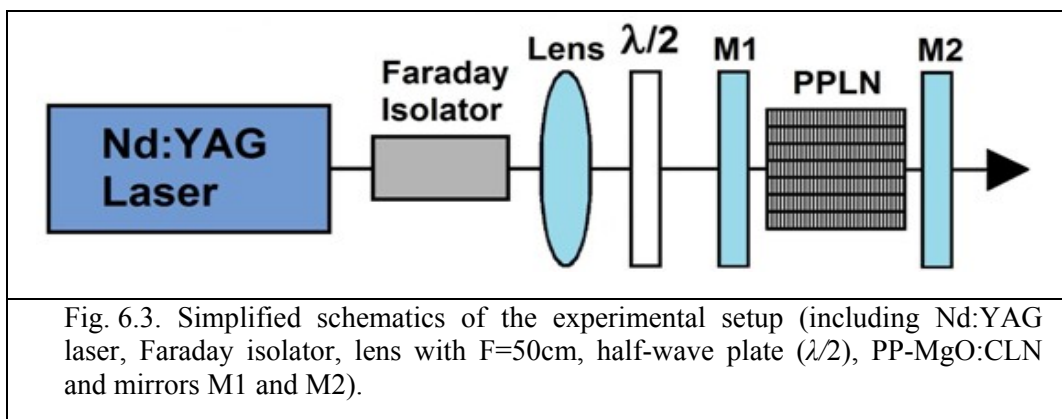 Nd:YAG
Laser
Faraday
Isolator
Lens
λ/2
M1
PPLN
M2
Fig. 6.3. Simplified schematics of the experimental setup (including Nd:YAG
laser, Faraday isolator, lens with F=50cm, half-wave plate (λ/2), PP-MgO:CLN
and mirrors M1 and M2).